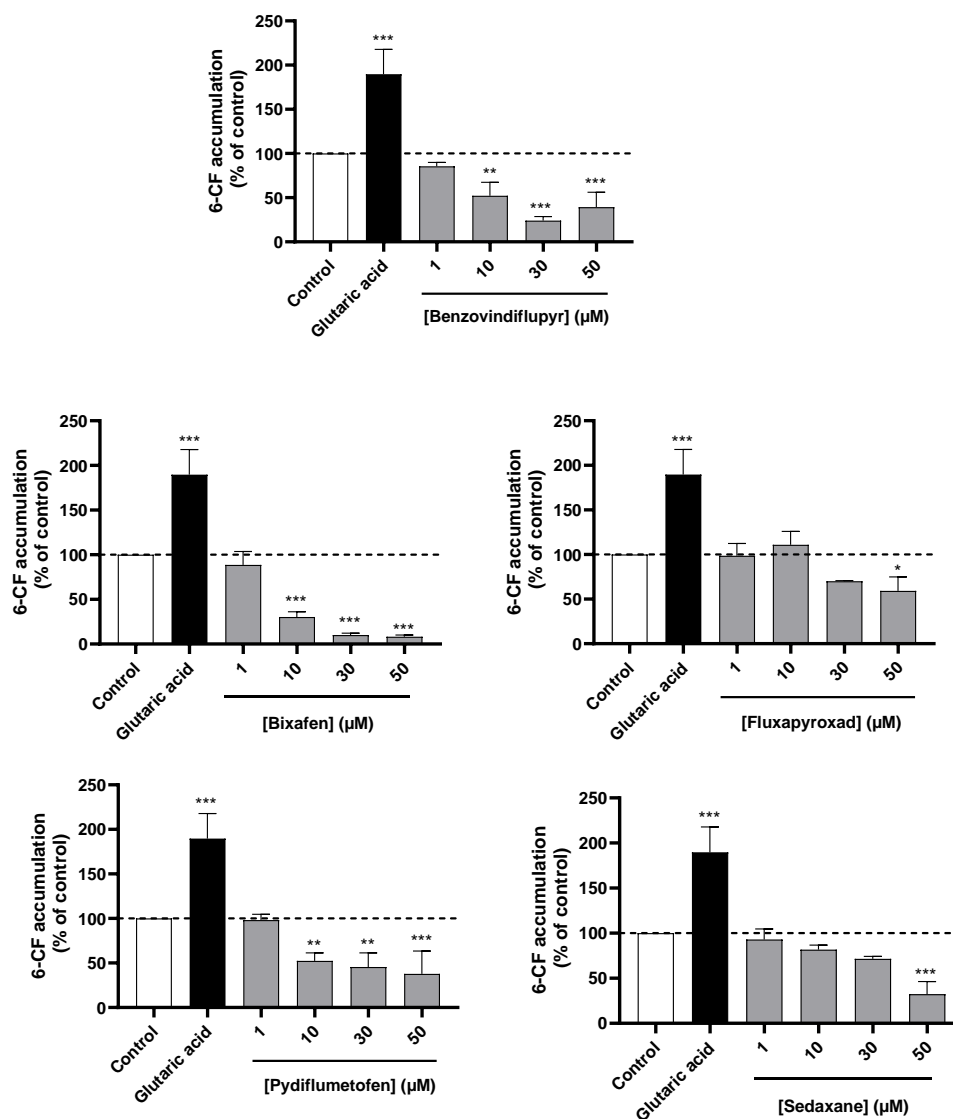 6-CF accumulation
(% of control)
250
200
150
100
50
0
***
**
***
***
Control
Glutaric acid
1
10
30
50
[Benzovindiflupyr] (µM)
6-CF accumulation
(% of control)
250
200
150
100
50
0
***
***
***
***
Control
Glutaric acid
1
10
30
50
[Bixafen] (µM)
6-CF accumulation
(% of control)
250
200
150
100
50
0
***
*
Control
Glutaric acid
1
10
30
50
[Fluxapyroxad] (µM)
6-CF accumulation
(% of control)
250
200
150
100
50
0
***
**
**
***
Control
Glutaric acid
1
10
30
50
[Pydiflumetofen] (µM)
6-CF accumulation
(% of control)
250
200
150
100
50
0
***
***
Control
Glutaric acid
1
10
30
50
[Sedaxane] (µM)